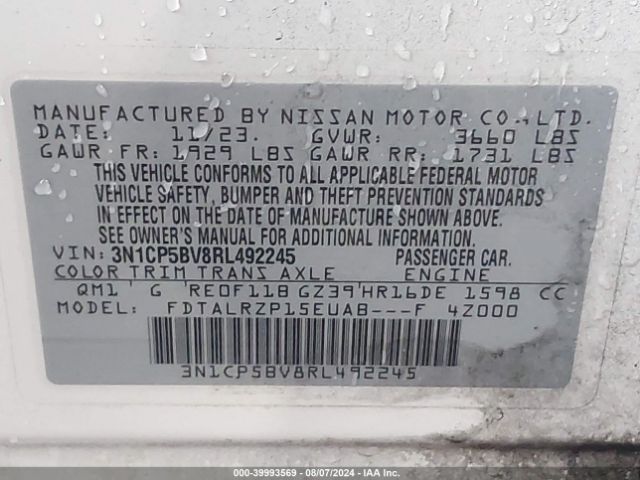 MANUFACTURED BY NISSAN MOTOR CO., LTD.
DATE: 11/23. GVWR: 3660 LBS
GAWR FR: 1929 LBS GAWR RR: 1731 LBS
THIS VEHICLE CONFORMS TO ALL APPLICABLE FEDERAL MOTOR
VEHICLE SAFETY, BUMPER AND THEFT PREVENTION STANDARDS
IN EFFECT ON THE DATE OF MANUFACTURE SHOWN ABOVE.
SEE OWNER'S MANUAL FOR ADDITIONAL INFORMATION.
VIN: 3N1CP5BV8RL492245 PASSENGER CAR.
COLOR TRIM TRANS AXLE ENGINE
QM1 G RE0F11B GZ39 HR16DE 1598 CC
MODEL: FDTALRZP15EUAB---F 4Z000
3N1CP5BV8RL492245
000-39993569 - 08/07/2024 - IAA Inc.